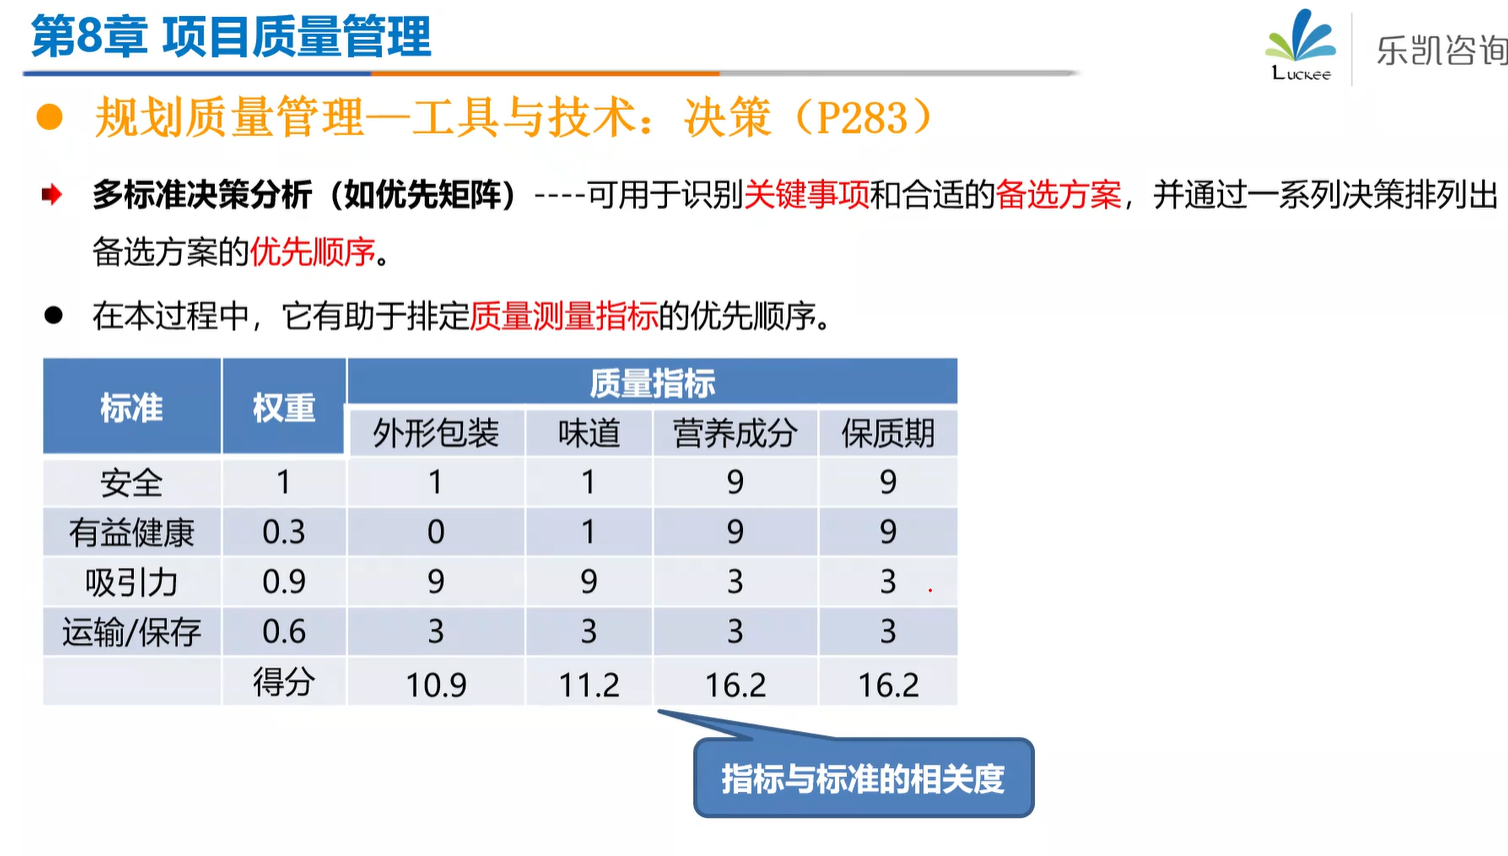 第8章 项目质量管理
Luckee
乐凯咨询
规划质量管理—工具与技术：决策（P283）
多标准决策分析（如优先矩阵）----可用于识别关键事项和合适的备选方案，并通过一系列决策排列出
备选方案的优先顺序。
在本过程中，它有助于排定质量测量指标的优先顺序。
标准 权重 质量指标
外形包装 味道 营养成分 保质期
安全 1 1 1 9 9
有益健康 0.3 0 1 9 9
吸引力 0.9 9 9 3 3
运输/保存 0.6 3 3 3 3
得分 10.9 11.2 16.2 16.2
指标与标准的相关度